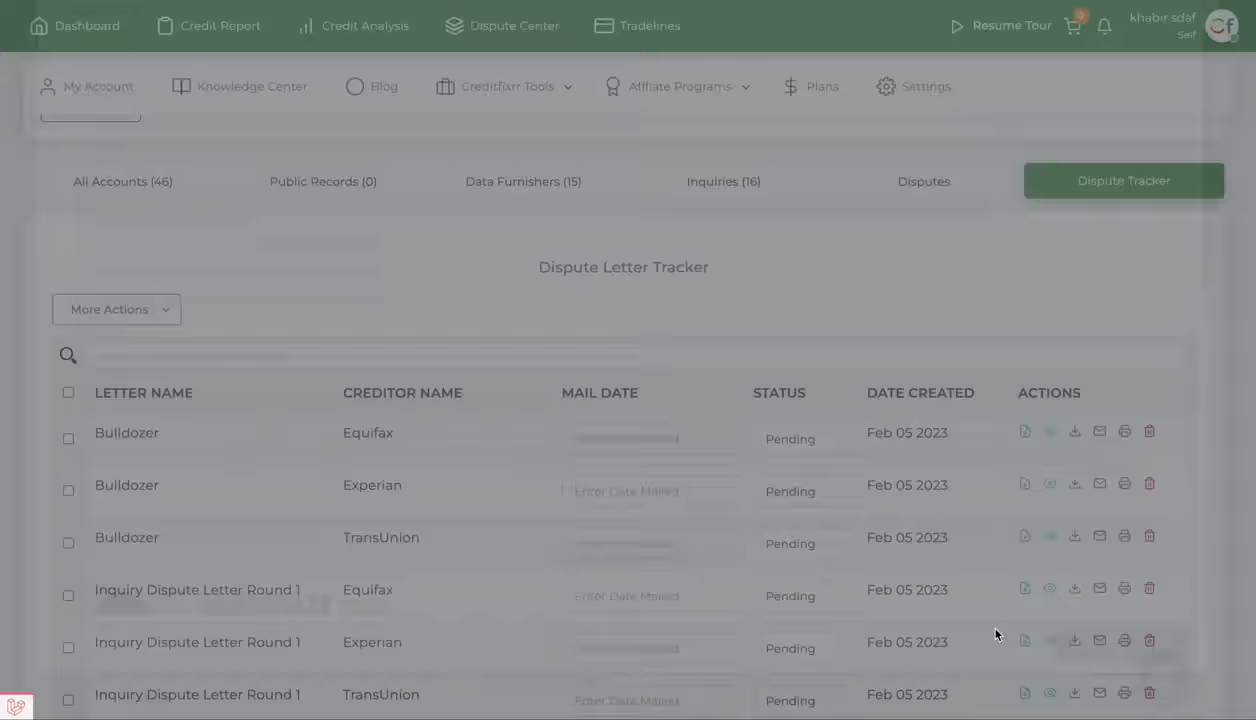 Dashboard Credit Report Credit Analysis Dispute Center Tradelines Resume Tour khabir sdaf
Self
My Account Knowledge Center Blog Creditfixrr Tools Affliate Programs Plans Settings
All Accounts (46) Public Records (0) Data Furnishers (15) Inquiries (16) Disputes Dispute Tracker
Dispute Letter Tracker
More Actions
LETTER NAME CREDITOR NAME MAIL DATE STATUS DATE CREATED ACTIONS
Bulldozer Equifax Pending Feb 05 2023
Bulldozer Experian Enter Date Mailed Pending Feb 05 2023
Bulldozer TransUnion Pending Feb 05 2023
Inquiry Dispute Letter Round 1 Equifax Enter Date Mailed Pending Feb 05 2023
Inquiry Dispute Letter Round 1 Experian Pending Feb 05 2023
Inquiry Dispute Letter Round 1 TransUnion Enter Date Mailed Pending Feb 05 2023